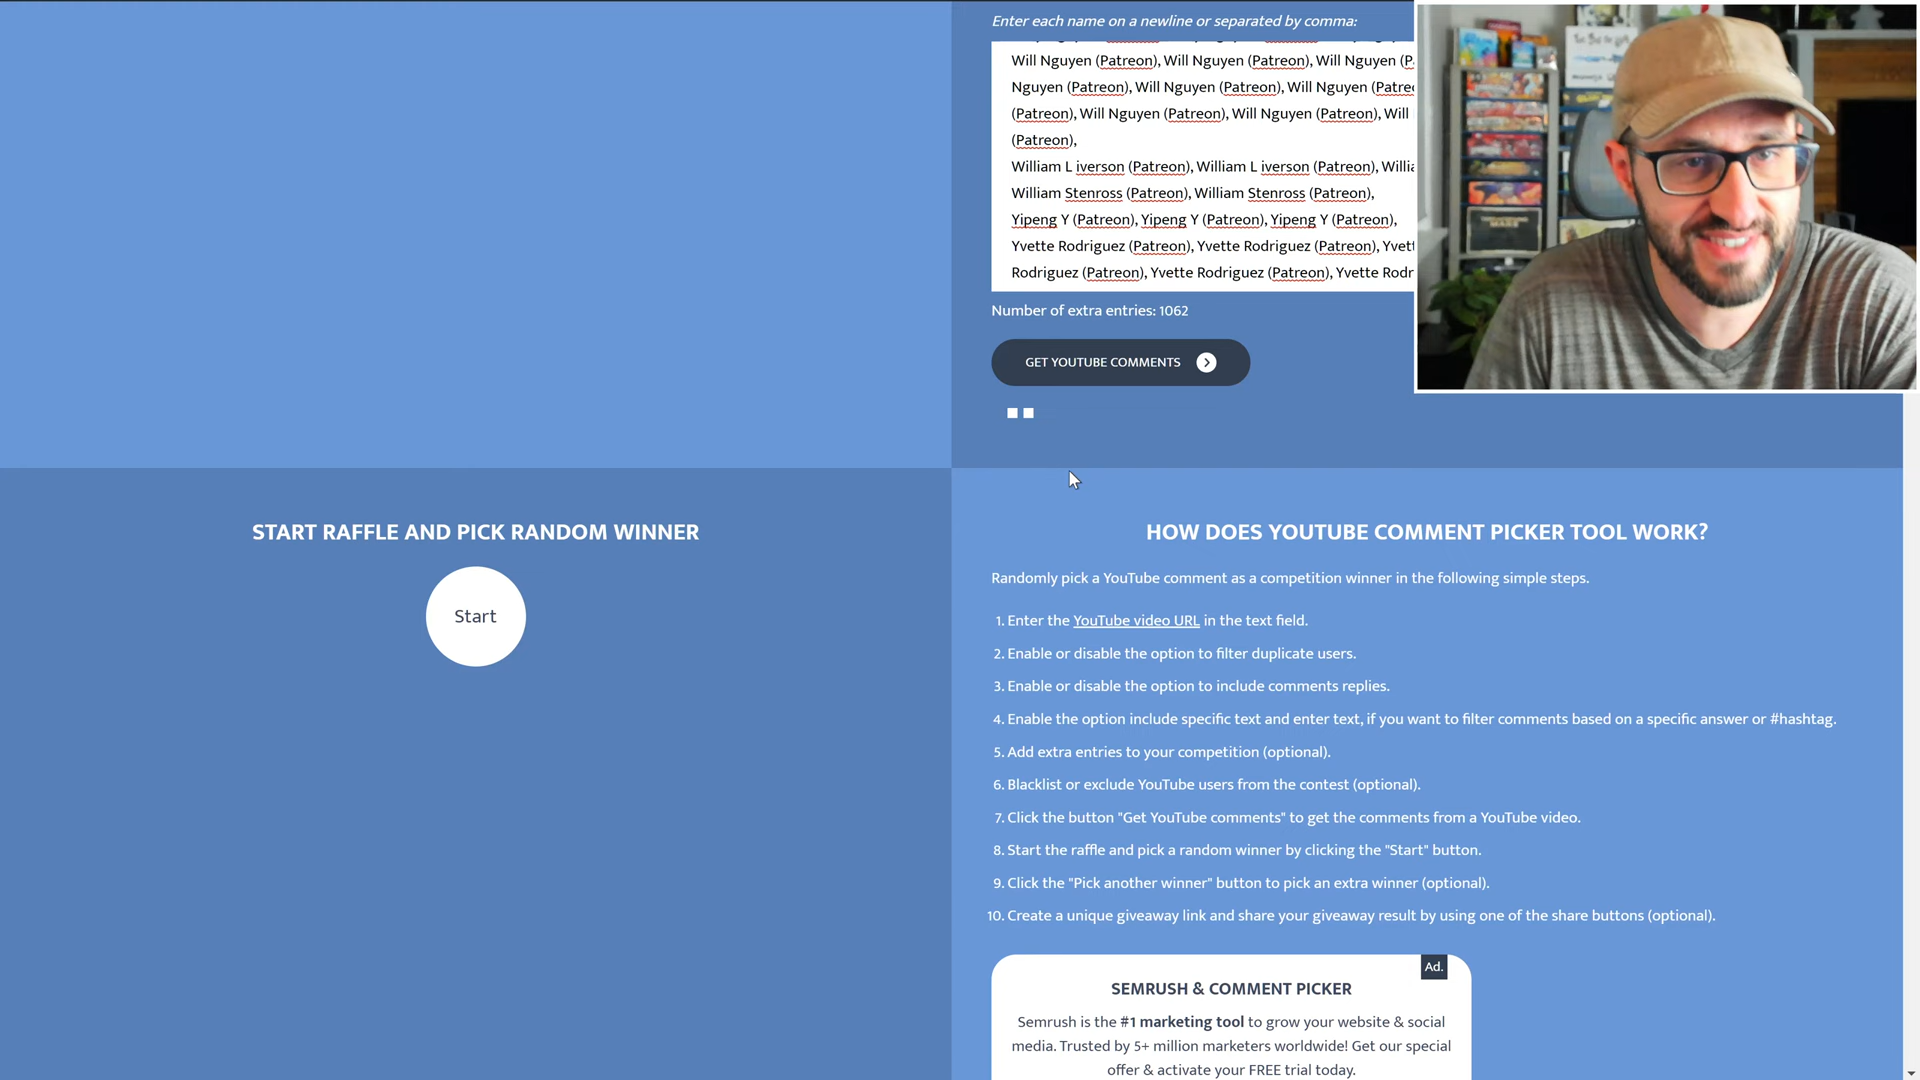 Enter each name on a newline or separated by comma:
Will Nguyen (Patreon), Will Nguyen (Patreon), Will Nguyen
Nguyen (Patreon), Will Nguyen (Patreon), Will Nguyen
(Patreon), Will Nguyen (Patreon), Will Nguyen (Patreon), Will
(Patreon),
William L iverson (Patreon), William L iverson (Patreon),
William Stenross (Patreon), William Stenross (Patreon),
Yipeng Y (Patreon), Yipeng Y (Patreon), Yipeng Y (Patreon),
Yvette Rodriguez (Patreon), Yvette Rodriguez (Patreon),
Rodriguez (Patreon), Yvette Rodriguez (Patreon), Yvette
Number of extra entries: 1062
GET YOUTUBE COMMENTS
START RAFFLE AND PICK RANDOM WINNER
Start
HOW DOES YOUTUBE COMMENT PICKER TOOL WORK?
Randomly pick a YouTube comment as a competition winner in the following simple steps.
1. Enter the YouTube video URL in the text field.
2. Enable or disable the option to filter duplicate users.
3. Enable or disable the option to include comments replies.
4. Enable the option include specific text and enter text, if you want to filter comments based on a specific answer or #hashtag.
5. Add extra entries to your competition (optional).
6. Blacklist or exclude YouTube users from the contest (optional).
7. Click the button "Get YouTube comments" to get the comments from a YouTube video.
8. Start the raffle and pick a random winner by clicking the "Start" button.
9. Click the "Pick another winner" button to pick an extra winner (optional).
10. Create a unique giveaway link and share your giveaway result by using one of the share buttons (optional).
Ad.
SEMRUSH & COMMENT PICKER
Semrush is the #1 marketing tool to grow your website & social
media. Trusted by 5+ million marketers worldwide! Get our special
offer & activate your FREE trial today.